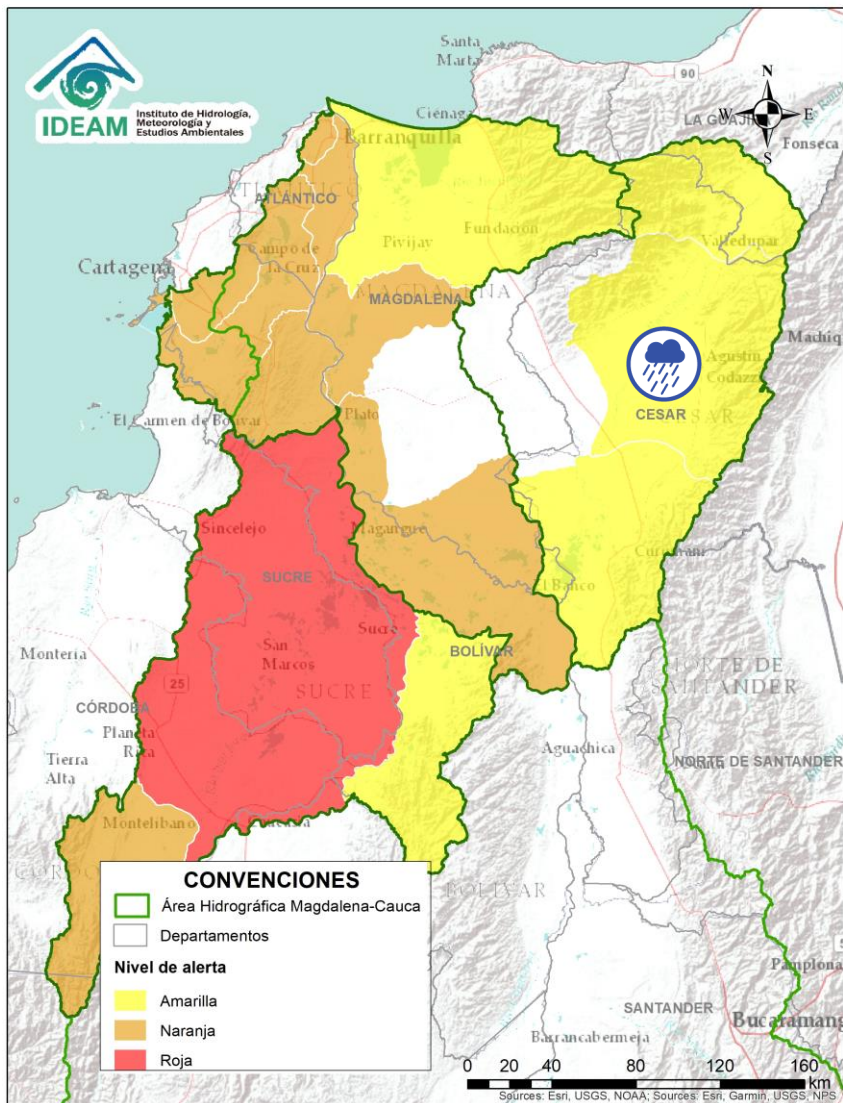 IDEAM
Instituto de Hidrología,
Meteorología y
Estudios Ambientales
Santa
Marta
90
N
W
E
S
LA GUAJIRA
Fonseca
Ciénaga
Barranquilla
ATLÁNTICO
Pivijay
Fundación
Valledupar
Cartagena
Campo de
la Cruz
MAGDALENA
Machiq
Agustín
Codazzi
CESAR
El Carmen de Bolívar
Plato
Sincelejo
Magangué
Curumaní
El Banco
SUCRE
Sucre
San
Marcos
SUCRE
BOLÍVAR
Montería
25
CÓRDOBA
Planeta
Rica
Tierra
Alta
NORTE DE
SANTANDER
Aguachica
NORTE DE SANTANDER
Montelíbano
Caucasia
BOLÍVAR
CONVENCIONES
Área Hidrográfica Magdalena-Cauca
Departamentos
Nivel de alerta
Amarilla
Naranja
Roja
Pamplona
SANTANDER
Bucaramang
Barrancabermeja
0 20 40 80 120 160
km
Sources: Esri, USGS, NOAA; Sources: Esri, Garmin, USGS, NPS